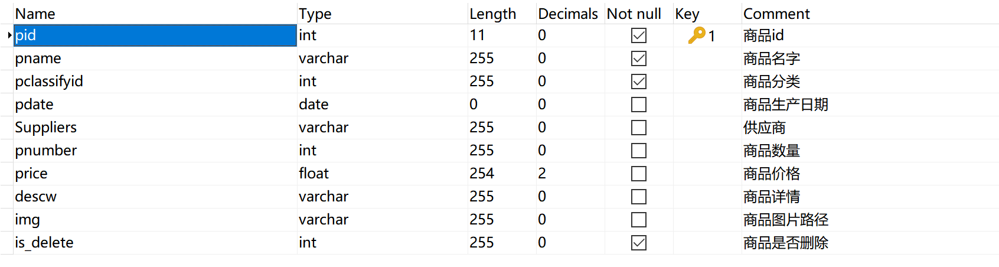 Name Type Length Decimals Not null Key Comment
pid int 11 0 1 商品id
pname varchar 255 0 商品名字
pclassifyid int 255 0 商品分类
pdate date 0 0 商品生产日期
Suppliers varchar 255 0 供应商
pnumber int 255 0 商品数量
price float 254 2 商品价格
descw varchar 255 0 商品详情
img varchar 255 0 商品图片路径
is_delete int 255 0 商品是否删除